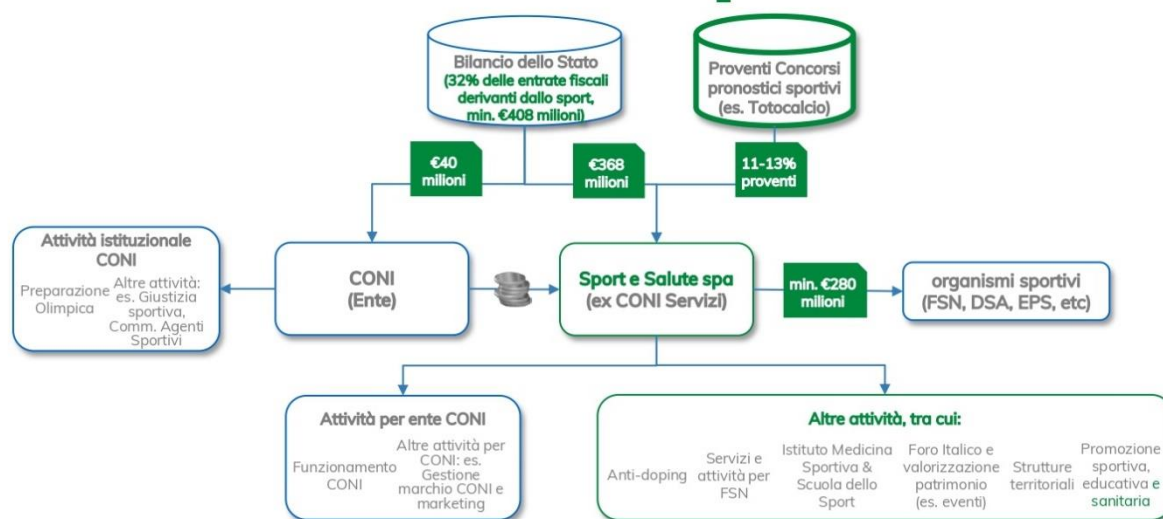 Bilancio dello Stato
(32% delle entrate fiscali
derivanti dallo sport,
min. €408 milioni)
Proventi Concorsi
pronostici sportivi
(es. Totocalcio)
€40
milioni
€368
milioni
11-13%
proventi
Attività istituzionale
CONI
Preparazione
Olimpica
Altre attività:
es. Giustizia
sportiva,
Comm. Agenti
Sportivi
CONI
(Ente)
Sport e Salute spa
(ex CONI Servizi)
min. €280
milioni
organismi sportivi
(FSN, DSA, EPS, etc)
Attività per ente CONI
Funzionamento
CONI
Altre attività per
CONI: es.
Gestione
marchio CONI e
marketing
Altre attività, tra cui:
Anti-doping
Servizi e
attività per
FSN
Istituto Medicina
Sportiva &
Scuola dello
Sport
Foro Italico e
valorizzazione
patrimonio
(es. eventi)
Strutture
territoriali
Promozione
sportiva,
educativa e
sanitaria